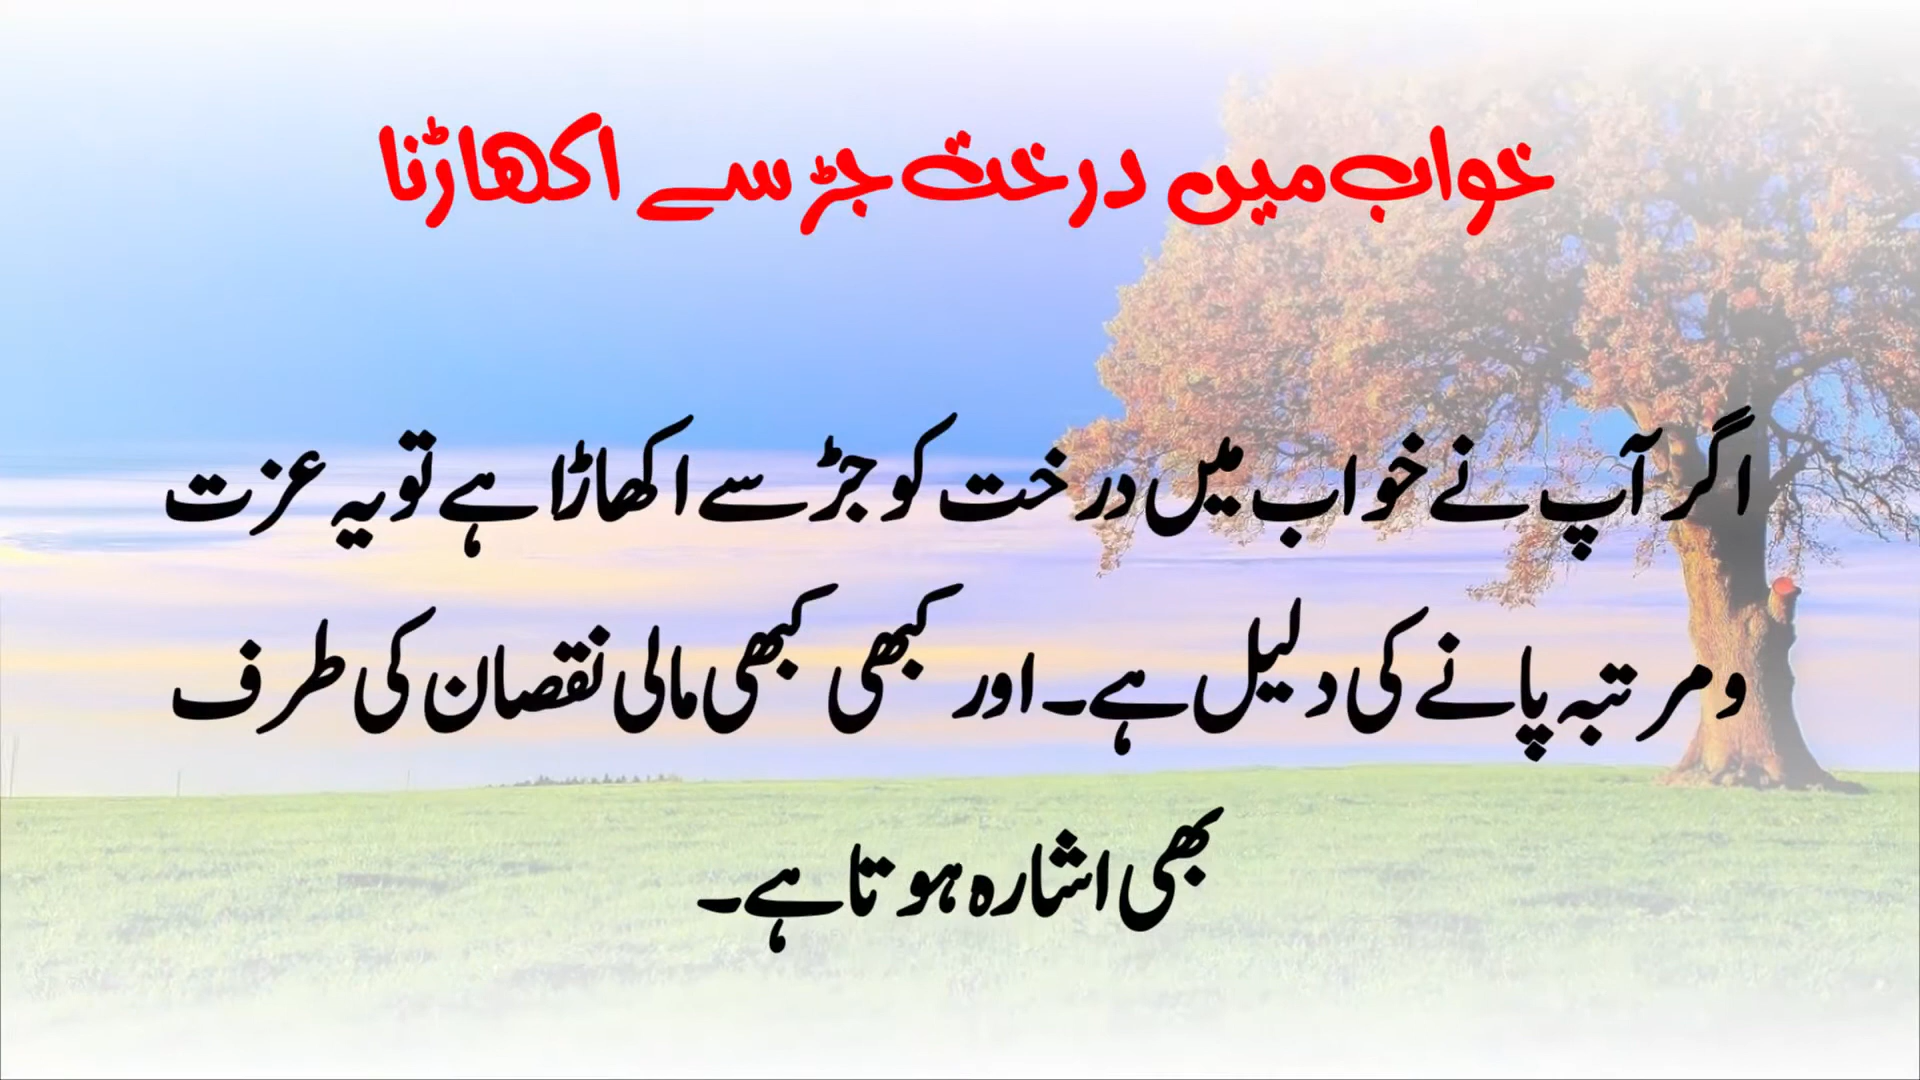 خواب میں درخت جڑ سے اکھاڑنا
اگر آپ نے خواب میں درخت کو جڑ سے اکھاڑا ہے تو یہ عزت
و مرتبہ پانے کی دلیل ہے۔ اور کبھی کبھی مالی نقصان کی طرف
بھی اشارہ ہوتا ہے۔